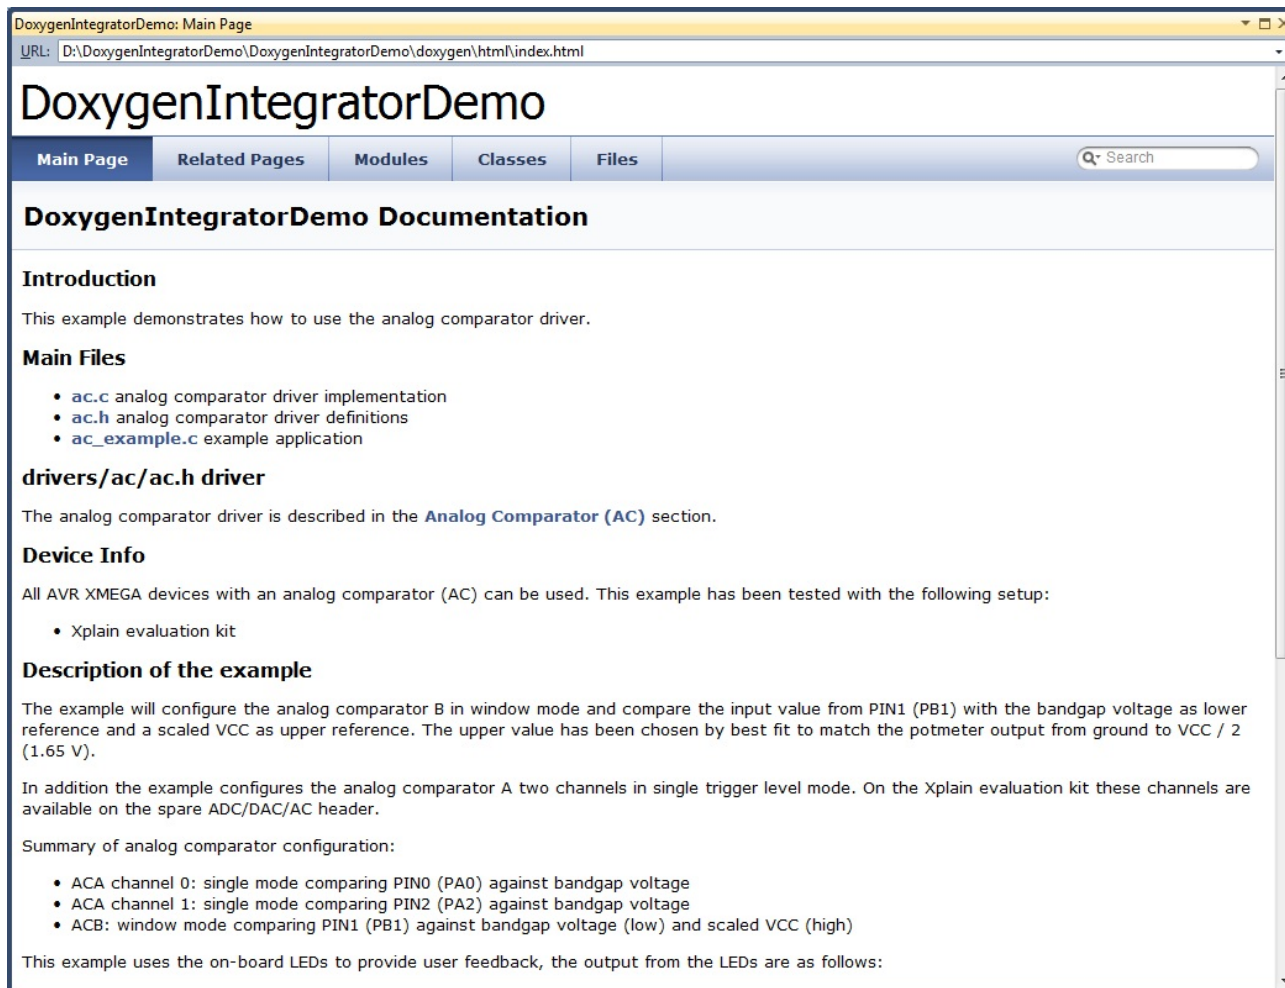 DoxygenIntegratorDemo: Main Page
URL: D:\DoxygenIntegratorDemo\DoxygenIntegratorDemo\doxygen\html\index.html
DoxygenIntegratorDemo
Main Page Related Pages Modules Classes Files Search
DoxygenIntegratorDemo Documentation
Introduction
This example demonstrates how to use the analog comparator driver.
Main Files
• ac.c analog comparator driver implementation
• ac.h analog comparator driver definitions
• ac_example.c example application
drivers/ac/ac.h driver
The analog comparator driver is described in the Analog Comparator (AC) section.
Device Info
All AVR XMEGA devices with an analog comparator (AC) can be used. This example has been tested with the following setup:
• Xplain evaluation kit
Description of the example
The example will configure the analog comparator B in window mode and compare the input value from PIN1 (PB1) with the bandgap voltage as lower
reference and a scaled VCC as upper reference. The upper value has been chosen by best fit to match the potmeter output from ground to VCC / 2
(1.65 V).
In addition the example configures the analog comparator A two channels in single trigger level mode. On the Xplain evaluation kit these channels are
available on the spare ADC/DAC/AC header.
Summary of analog comparator configuration:
• ACA channel 0: single mode comparing PIN0 (PA0) against bandgap voltage
• ACA channel 1: single mode comparing PIN2 (PA2) against bandgap voltage
• ACB: window mode comparing PIN1 (PB1) against bandgap voltage (low) and scaled VCC (high)
This example uses the on-board LEDs to provide user feedback, the output from the LEDs are as follows: